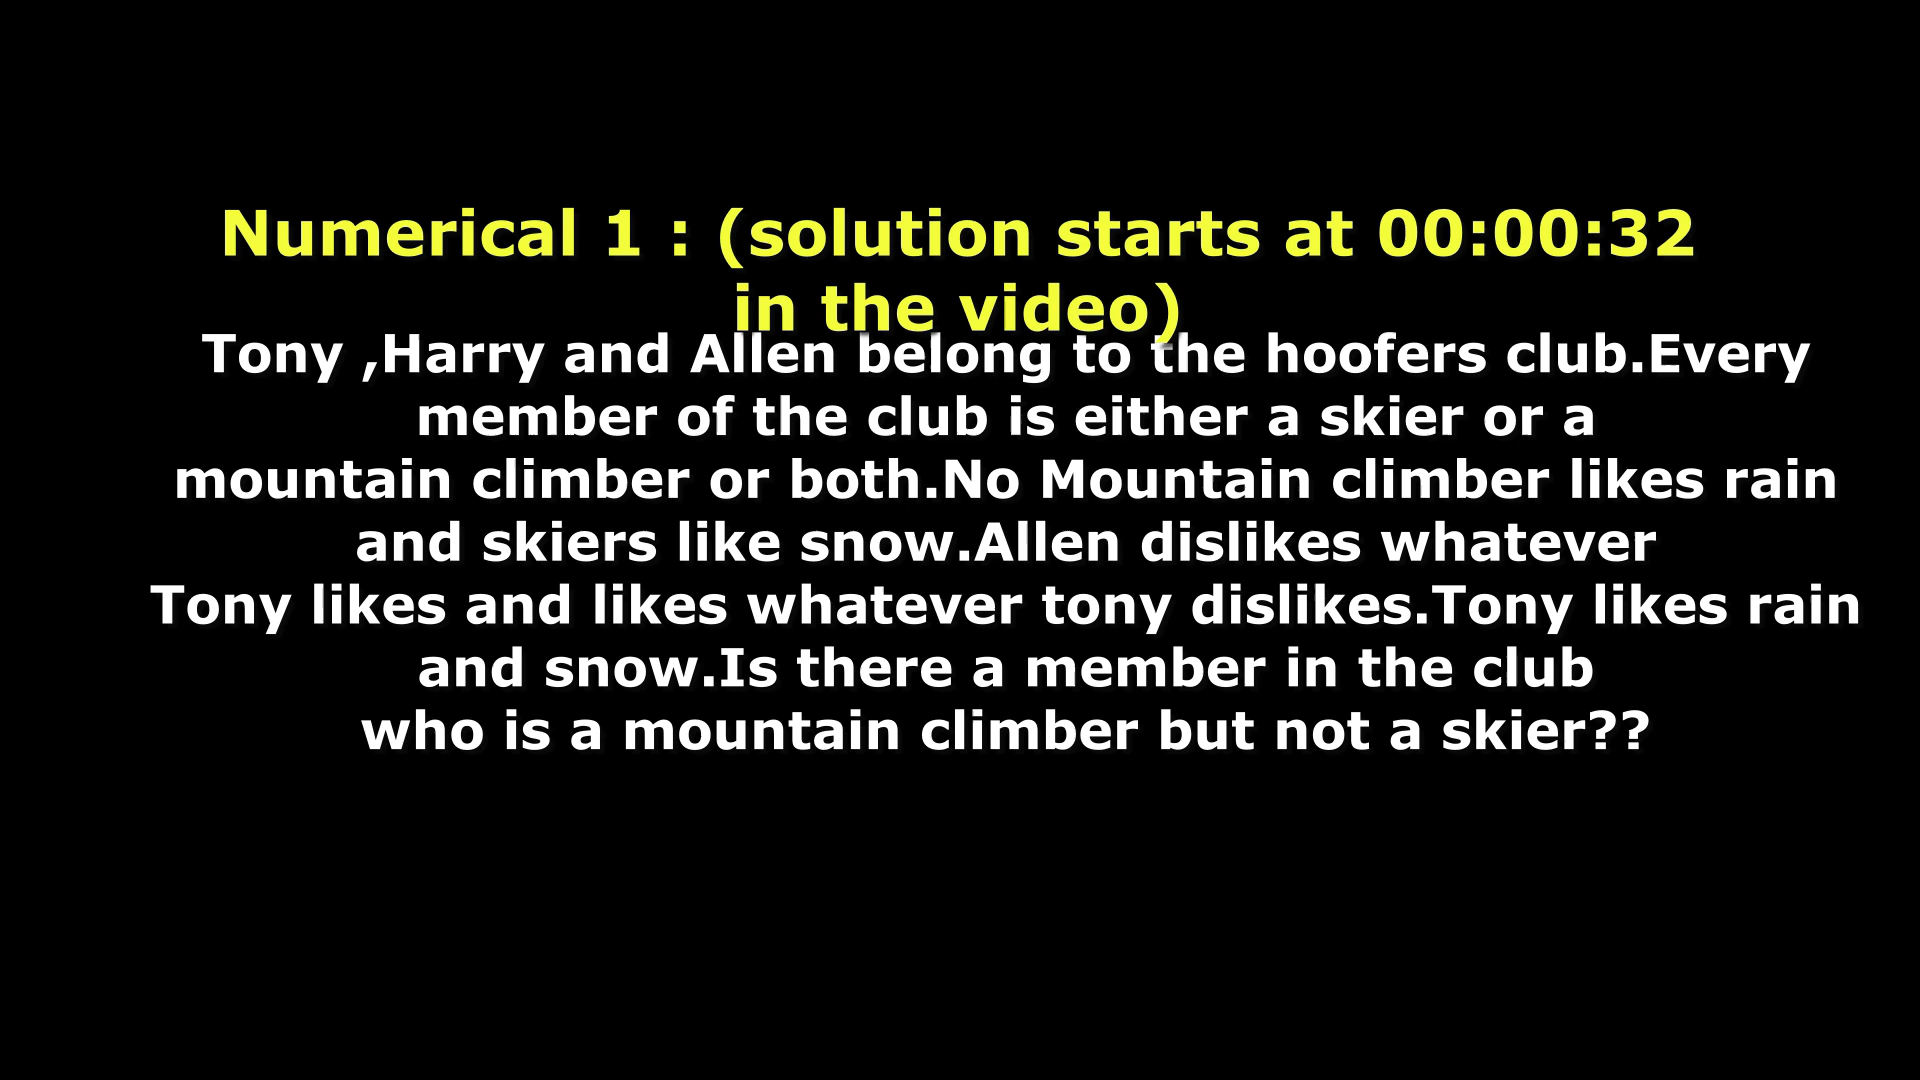 Numerical 1 : (solution starts at 00:00:32
in the video)
Tony ,Harry and Allen belong to the hoofers club.Every
member of the club is either a skier or a
mountain climber or both.No Mountain climber likes rain
and skiers like snow.Allen dislikes whatever
Tony likes and likes whatever tony dislikes.Tony likes rain
and snow.Is there a member in the club
who is a mountain climber but not a skier??